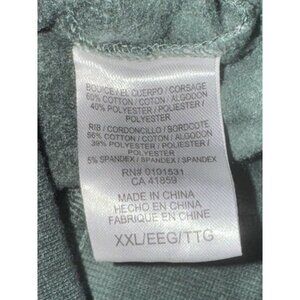 BODICE/EL CUERPO / CORSAGE
60% COTTON / COTON / ALGODON
40% POLYESTER / POLIESTER /
POLYESTER
RIB / CORDONCILLO / BORDCOTE
56% COTTON / COTON / ALGODON
39% POLYESTER / POLIESTER /
POLYESTER
5% SPANDEX / SPANDEX / SPANDEX
RN# 0101531
CA 41859
MADE IN CHINA
HECHO EN CHINA
FABRIQUE EN CHINE
XXL/EEG/TTG